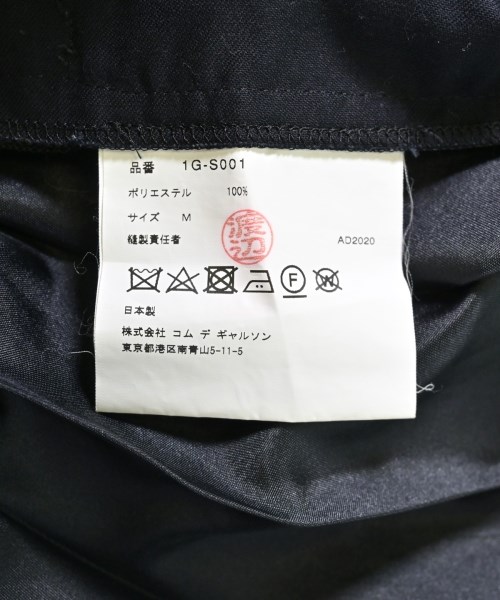 品番 1G-S001
ポリエステル 100%
サイズ M
渡辺
縫製責任者 AD2020
F W
日本製
株式会社 コム デ ギャルソン
東京都港区南青山5-11-5